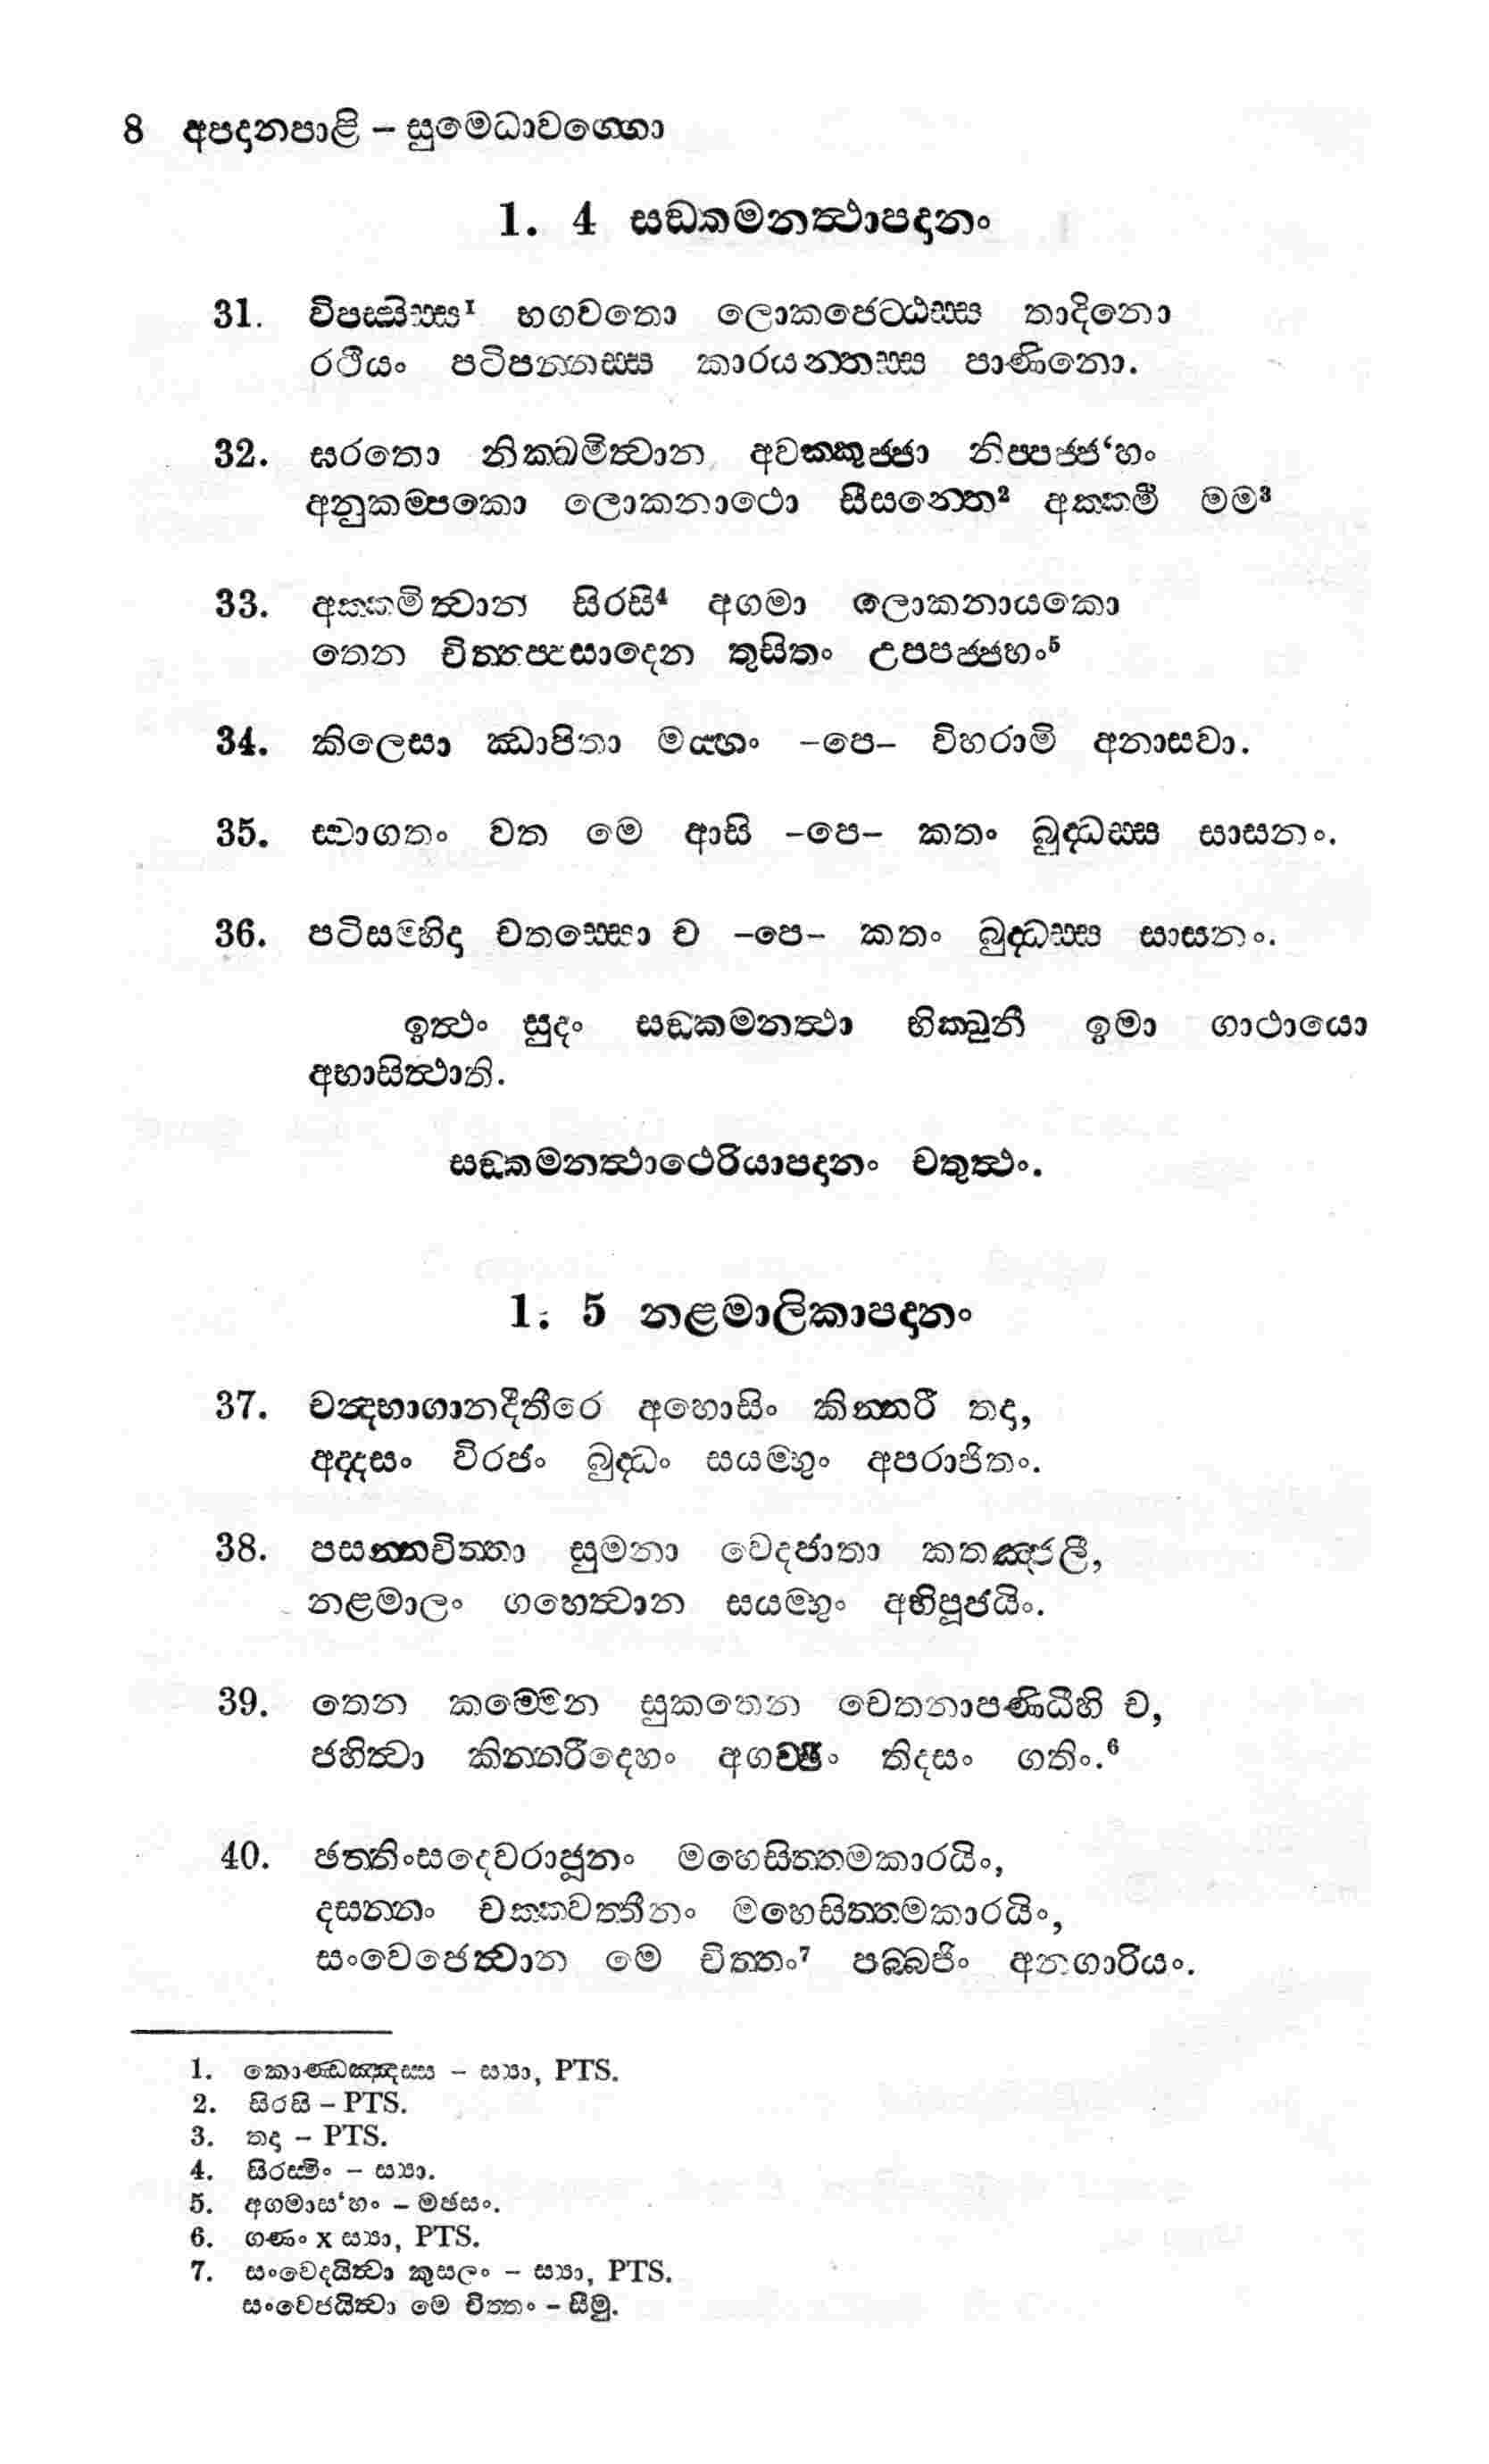 8 අපදානපාළි – සුමෙධාවග්ගො
1. 4 සඞ්කමනත්ථාපදානං
31. විපස්සිස්ස¹ භගවතො ලොකජෙට්ඨස්ස තාදිනො
රථියං පටිපන්නස්ස කාරයන්තස්ස පාණිනො.
32. ඝරතො නික්ඛමිත්වාන අවක්කුජ්ජා නිපජ්ජ‘හං
අනුකම්පකො ලොකනාථො සීසන්තෙ² අක්කමී මම³
33. අක්කමිත්වාන සිරසි⁴ අගමා ලොකනායකො
තෙන චිත්තප්පසාදෙන තුසිතං උපපජ්ජහං⁵
34. කිලෙසා ඣාපිතා මය්හං –පෙ– විහරාමි අනාසවා.
35. ස්වාගතං වත මෙ ආසි –පෙ– කතං බුද්ධස්ස සාසනං.
36. පටිසම්භිදා චතස්සො ච –පෙ– කතං බුද්ධස්ස සාසනං.
ඉත්ථං සුදං සඞ්කමනත්ථා භික්ඛුනී ඉමා ගාථායො
අභාසිත්ථාති.
සඞ්කමනත්ථාථෙරියාපදානං චතුත්ථං.
1. 5 නළමාලිකාපදානං
37. චන්දභාගානදීතීරෙ අහොසිං කින්නරී තදා,
අද්දසං විරජං බුද්ධං සයම්භුං අපරාජිතං.
38. පසන්නචිත්තා සුමනා වෙදජාතා කතඤ්ජලී,
නළමාලං ගහෙත්වාන සයම්භුං අභිපූජයිං.
39. තෙන කම්මෙන සුකතෙන චෙතනාපණිධීහි ච,
ජහිත්වා කින්නරීදෙහං අගච්ඡිං තිදසං ගතිං.⁶
40. ඡත්තිංසදෙවරාජූනං මහෙසිත්තමකාරයිං,
දසන්නං චක්කවත්තීනං මහෙසිත්තමකාරයිං,
සංවෙජෙත්වාන මෙ චිත්තං⁷ පබ්බජිං අනගාරියං.
1. කොණ්ඩඤ්ඤස්ස – ස්‍යා, PTS.
2. සිරසි – PTS.
3. තදා – PTS.
4. සිරස්මිං – ස්‍යා.
5. අගමාස‘හං – මඡසං.
6. ගණං x ස්‍යා, PTS.
7. සංවෙදයිත්වා කුසලං – ස්‍යා, PTS.
සංවෙජයිත්වා මෙ චිත්තං – සීමු.